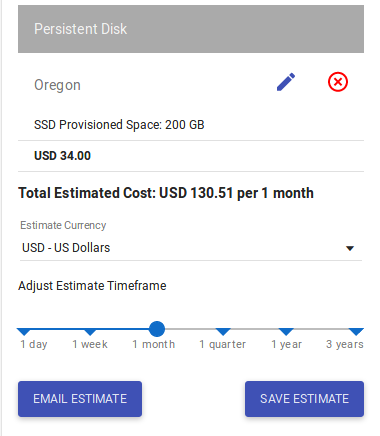 Persistent Disk
Oregon
SSD Provisioned Space: 200 GB
USD 34.00
Total Estimated Cost: USD 130.51 per 1 month
Estimate Currency
USD - US Dollars
Adjust Estimate Timeframe
1 day 1 week 1 month 1 quarter 1 year 3 years
EMAIL ESTIMATE SAVE ESTIMATE